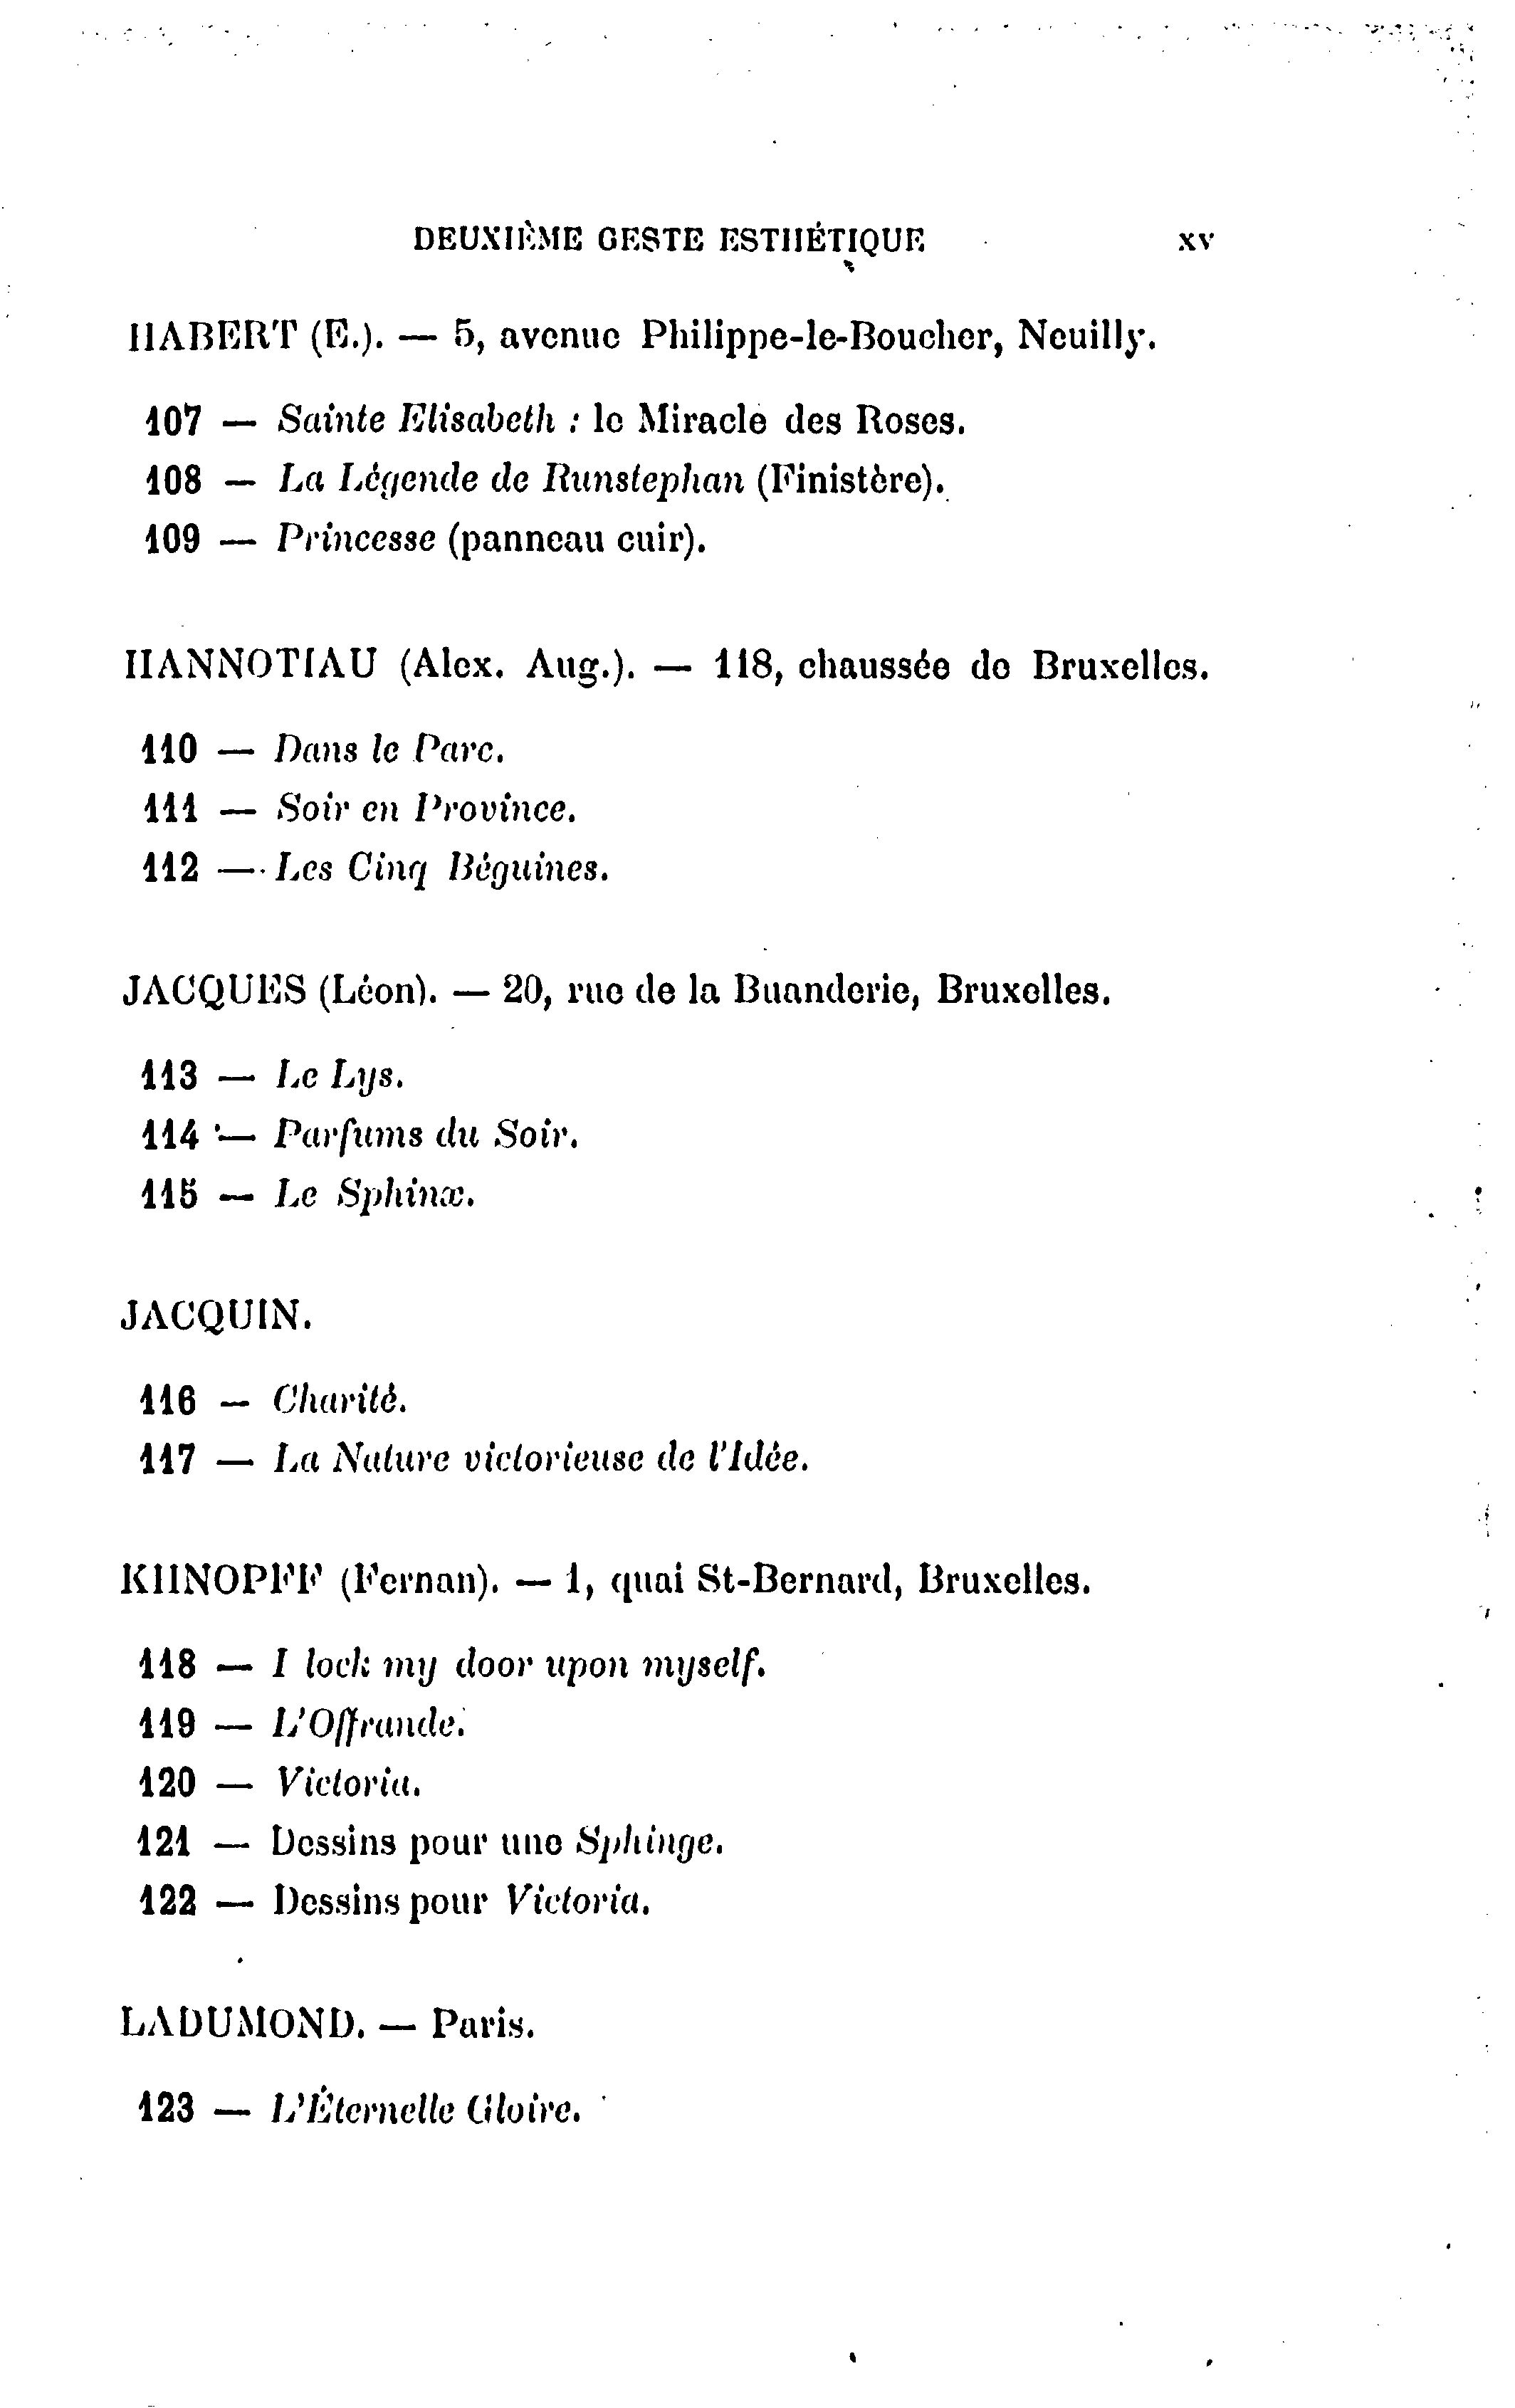 DEUXIÈME GESTE ESTHÉTIQUE xv
HABERT (E.). — 5, avenue Philippe-le-Boucher, Neuilly.
107 — Sainte Elisabeth : le Miracle des Roses.
108 — La Légende de Runstephan (Finistère).
109 — Princesse (panneau cuir).
HANNOTIAU (Alex. Aug.). — 118, chaussée de Bruxelles.
110 — Dans le Parc.
111 — Soir en Province.
112 — Les Cinq Béguines.
JACQUES (Léon). — 20, rue de la Buanderie, Bruxelles.
113 — Le Lys.
114 — Parfums du Soir.
115 — Le Sphinx.
JACQUIN.
116 — Charité.
117 — La Nature victorieuse de l'Idée.
KHNOPFF (Fernan). — 1, quai St-Bernard, Bruxelles.
118 — I lock my door upon myself.
119 — L'Offrande.
120 — Victoria.
121 — Dessins pour une Sphinge.
122 — Dessins pour Victoria.
LADUMOND. — Paris.
123 — L'Éternelle Gloire.